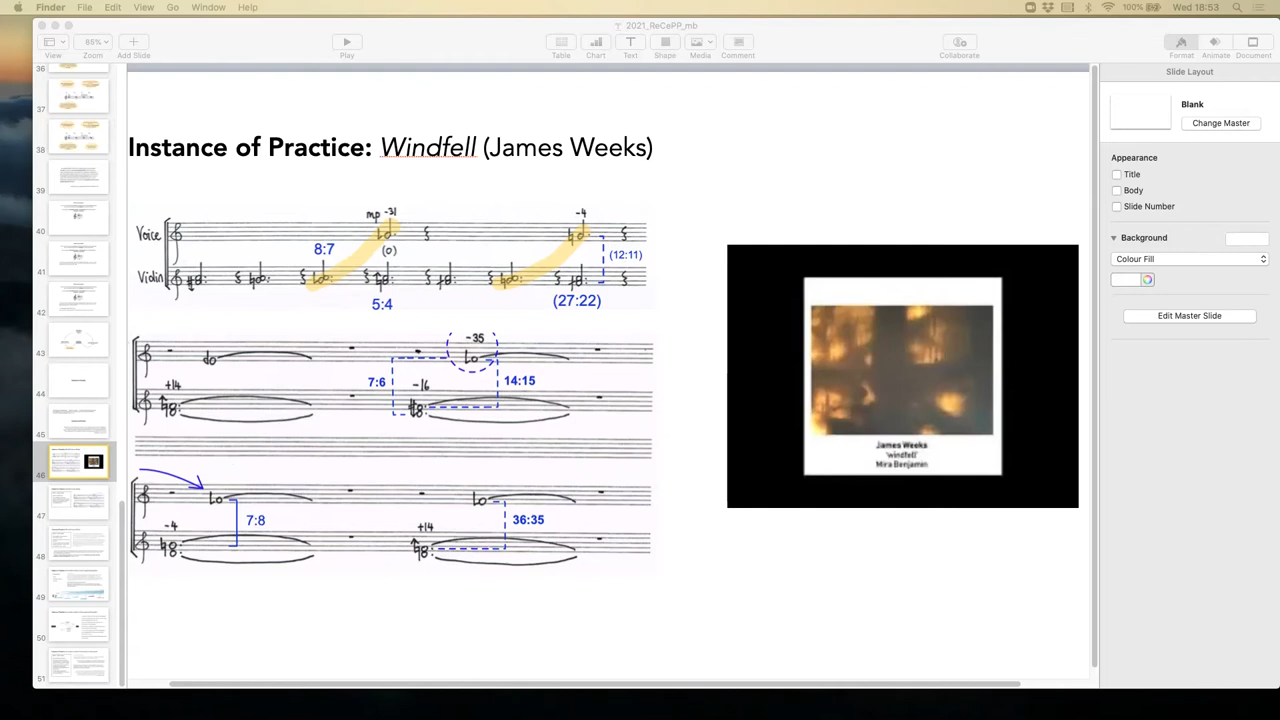 Finder File Edit View Go Window Help 100% Wed 18:53
2021_ReCePP_mb
85%
View Zoom Add Slide Play Table Chart Text Shape Media Comment Collaborate Format Animate Document
Slide Layout
Blank
Change Master
Appearance
Title
Body
Slide Number
Background
Colour Fill
Edit Master Slide
36
37
38
39
40
41
42
43
44
45
46
47
48
49
50
51
Instance of Practice: Windfell (James Weeks)
mp -31
-4
Voice
8:7
(0)
(12:11)
Violin
5:4
(27:22)
-35
+14
7:6
-16
14:15
-4
7:8
+14
36:35
James Weeks
'windfell'
Mira Benjamin